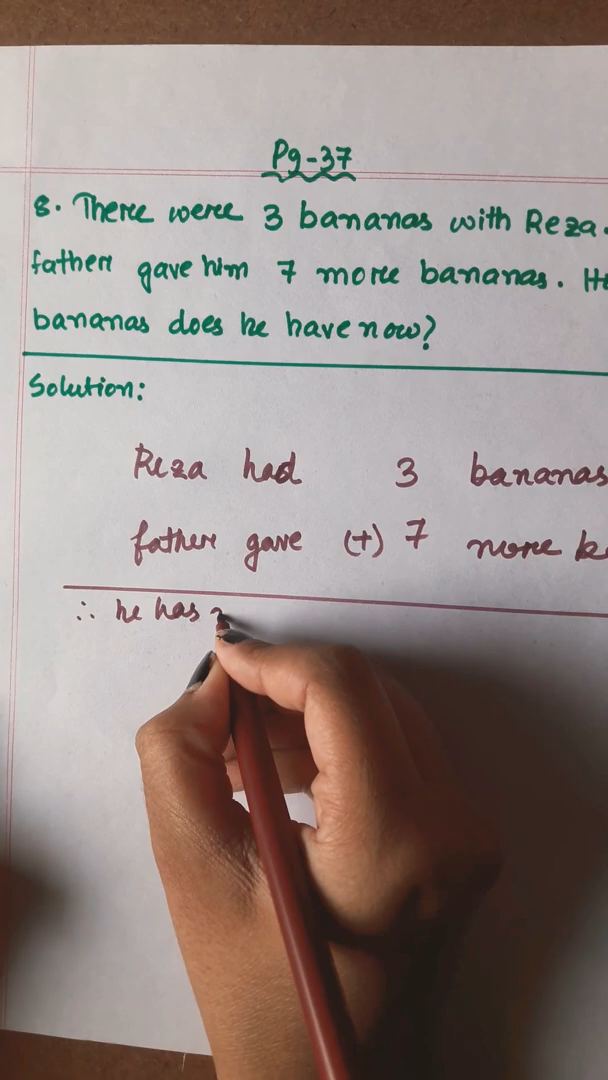 Pg-37
8. There were 3 bananas with Reza.
father gave him 7 more bananas.
bananas does he have now?
Solution:
Reza had 3 bananas
father gave (+) 7 more
∴ he has